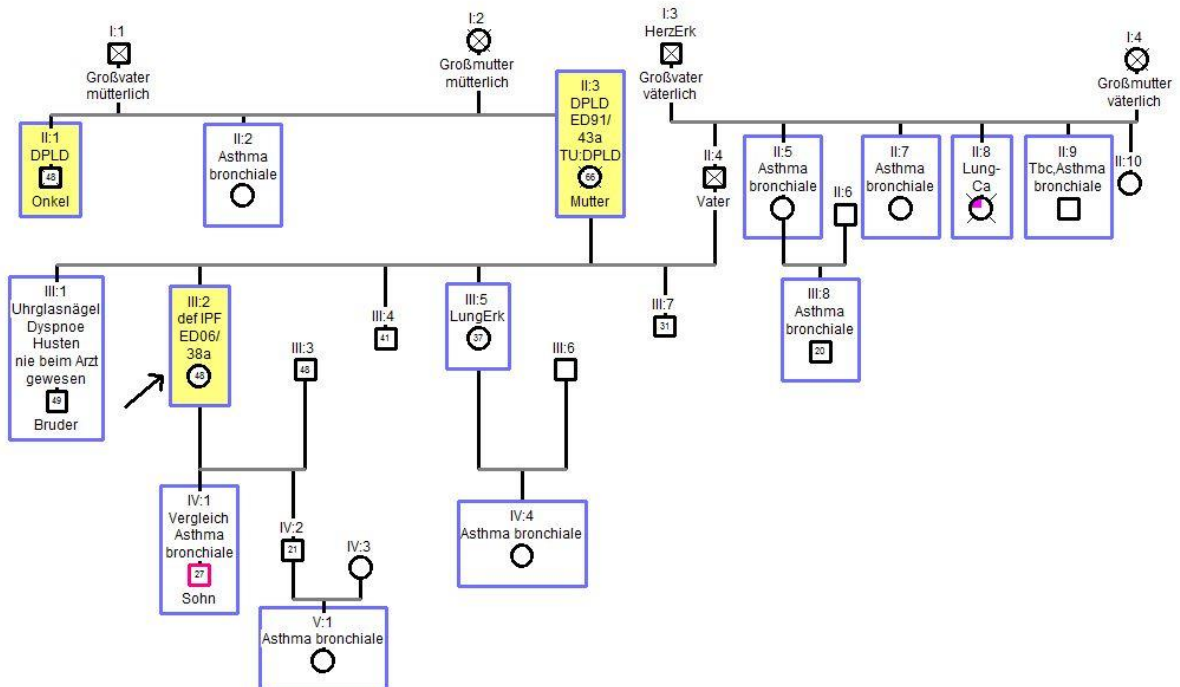 I:1
Großvater
mütterlich
I:2
Großmutter
mütterlich
I:3
HerzErk
Großvater
väterlich
I:4
Großmutter
väterlich
II:1
DPLD
48
Onkel
II:2
Asthma
bronchiale
II:3
DPLD
ED91/
43a
TU:DPLD
66
Mutter
II:4
Vater
II:5
Asthma
bronchiale
II:6
II:7
Asthma
bronchiale
II:8
Lung-
Ca
II:9
Tbc,Asthma
bronchiale
II:10
III:1
Uhrglasnägel
Dyspnoe
Husten
nie beim Arzt
gewesen
49
Bruder
III:2
def IPF
ED06/
38a
48
III:3
48
III:4
41
III:5
LungErk
37
III:6
III:7
31
III:8
Asthma
bronchiale
20
IV:1
Vergleich
Asthma
bronchiale
27
Sohn
IV:2
21
IV:3
IV:4
Asthma bronchiale
V:1
Asthma bronchiale